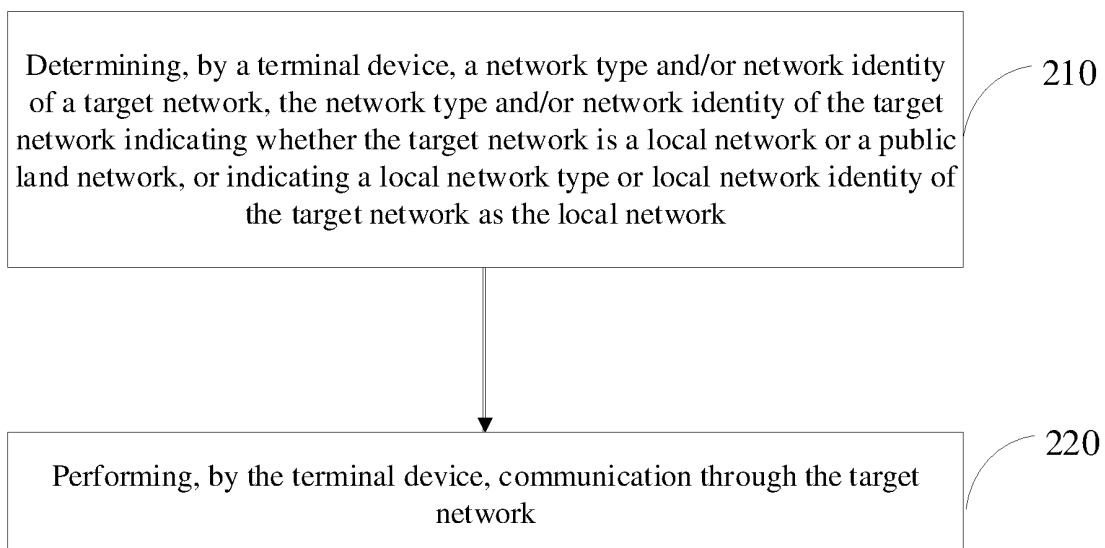 Determining, by a terminal device, a network type and/or network identity
of a target network, the network type and/or network identity of the target
network indicating whether the target network is a local network or a public
land network, or indicating a local network type or local network identity of
the target network as the local network
210
Performing, by the terminal device, communication through the target
network
220